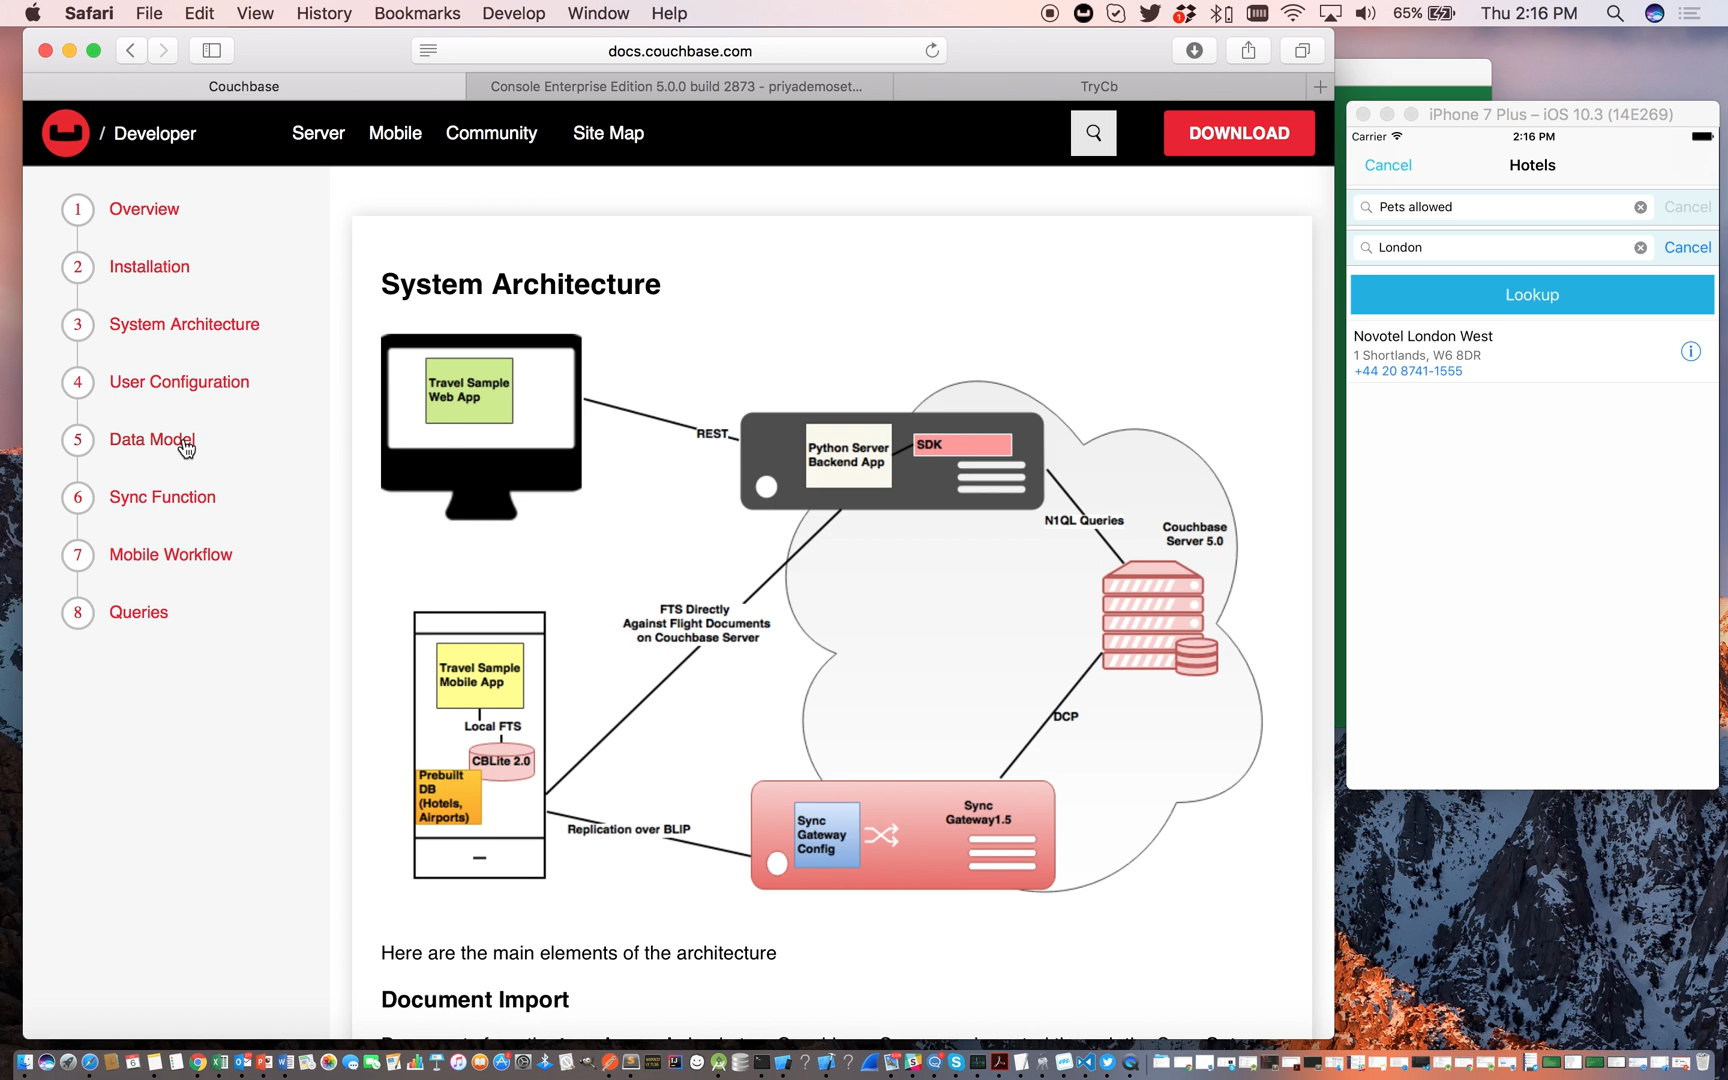 Safari File Edit View History Bookmarks Develop Window Help
65% Thu 2:16 PM
docs.couchbase.com
Couchbase
Console Enterprise Edition 5.0.0 build 2873 - priyademoset...
TryCb
/ Developer
Server Mobile Community Site Map
DOWNLOAD
1 Overview
2 Installation
3 System Architecture
4 User Configuration
5 Data Model
6 Sync Function
7 Mobile Workflow
8 Queries
System Architecture
Travel Sample
Web App
REST
Python Server
Backend App
SDK
N1QL Queries
Couchbase
Server 5.0
FTS Directly
Against Flight Documents
on Couchbase Server
Travel Sample
Mobile App
Local FTS
CBLite 2.0
Prebuilt
DB
(Hotels,
Airports)
Replication over BLIP
DCP
Sync
Gateway
Config
Sync
Gateway1.5
Here are the main elements of the architecture
Document Import
iPhone 7 Plus – iOS 10.3 (14E269)
Carrier 2:16 PM
Cancel Hotels
Pets allowed Cancel
London Cancel
Lookup
Novotel London West
1 Shortlands, W6 8DR
+44 20 8741-1555